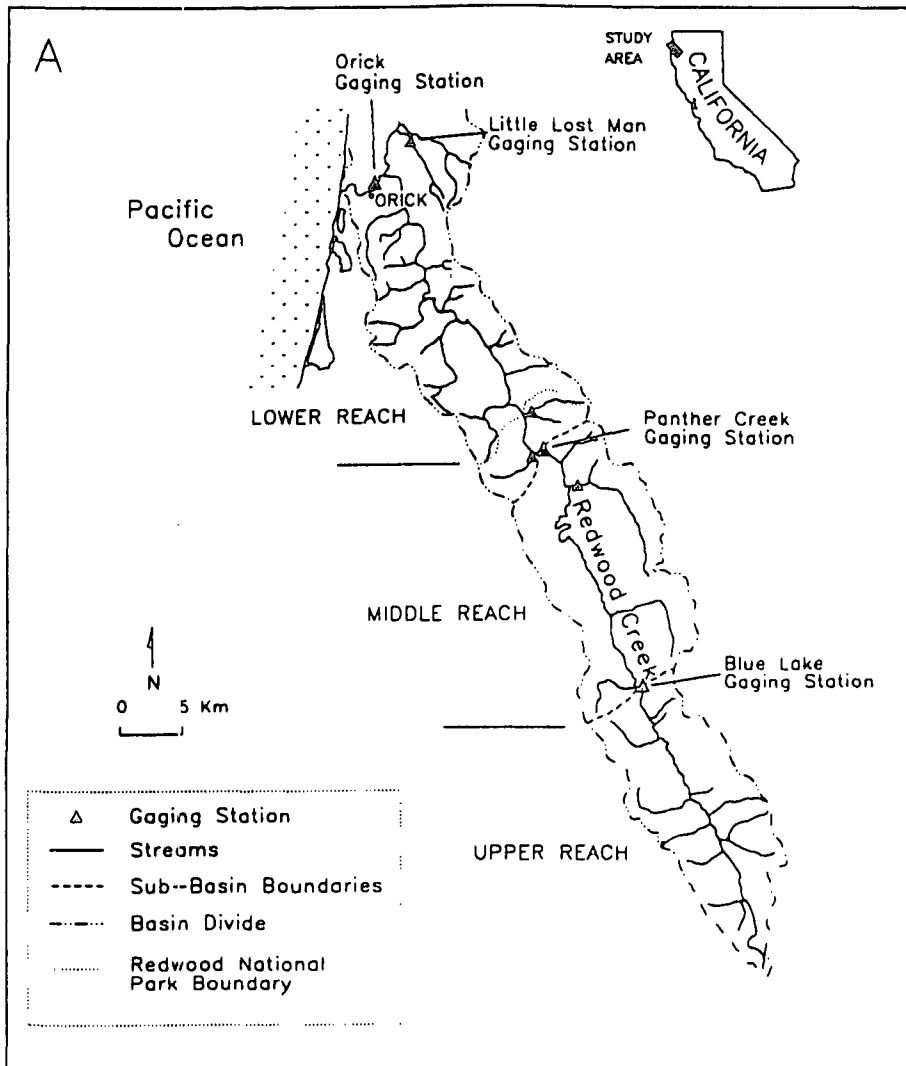 A
Orick
Gaging Station
STUDY
AREA
CALIFORNIA
Little Lost Man
Gaging Station
ORICK
Pacific
Ocean
LOWER REACH
Panther Creek
Gaging Station
Redwood Creek
MIDDLE REACH
Blue Lake
Gaging Station
N
0 5 Km
UPPER REACH
Gaging Station
Streams
Sub--Basin Boundaries
Basin Divide
Redwood National
Park Boundary